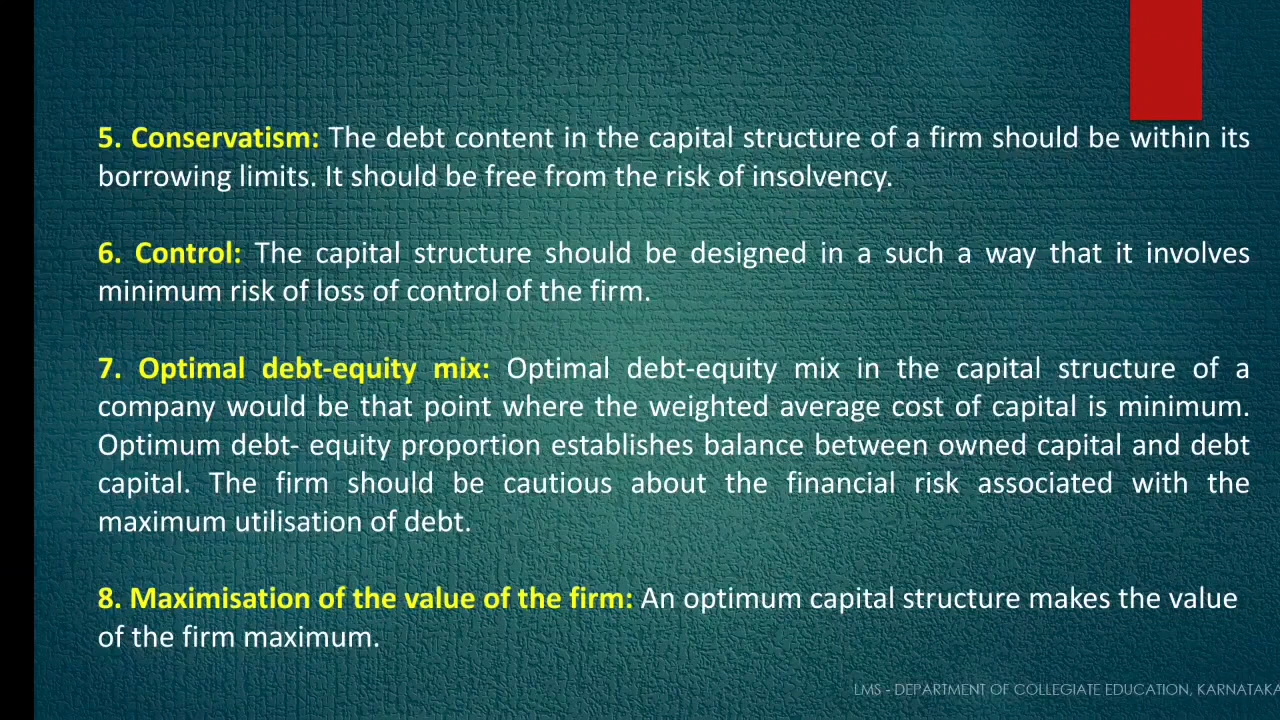 5. Conservatism: The debt content in the capital structure of a firm should be within its
borrowing limits. It should be free from the risk of insolvency.
6. Control: The capital structure should be designed in a such a way that it involves
minimum risk of loss of control of the firm.
7. Optimal debt-equity mix: Optimal debt-equity mix in the capital structure of a
company would be that point where the weighted average cost of capital is minimum.
Optimum debt- equity proportion establishes balance between owned capital and debt
capital. The firm should be cautious about the financial risk associated with the
maximum utilisation of debt.
8. Maximisation of the value of the firm: An optimum capital structure makes the value
of the firm maximum.
LMS - DEPARTMENT OF COLLEGIATE EDUCATION, KARNATAKA